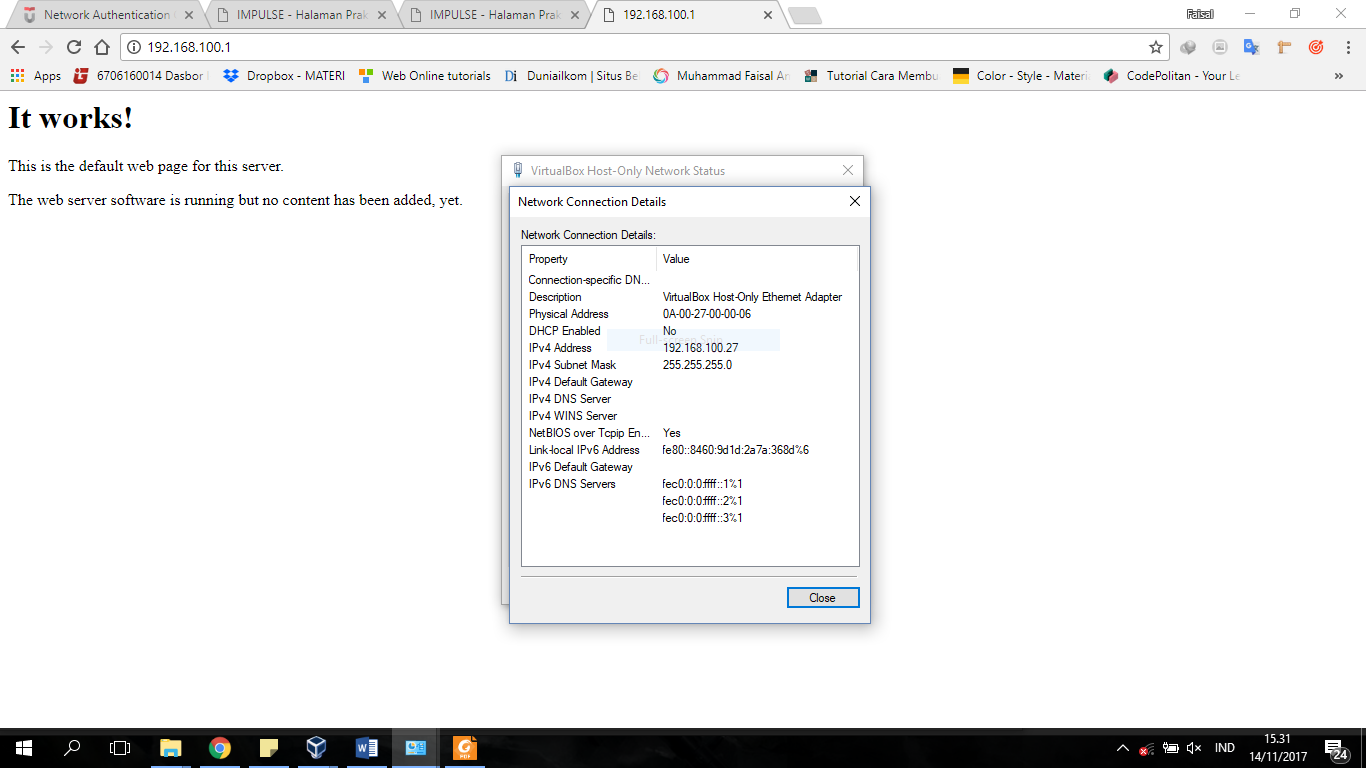 Network Authentication
IMPULSE - Halaman Prak
IMPULSE - Halaman Prak
192.168.100.1
Faisal
192.168.100.1
Apps
6706160014 Dasbor
Dropbox - MATERI
Web Online tutorials
Duniailkom | Situs Be
Muhammad Faisal Am
Tutorial Cara Membu
Color - Style - Materi
CodePolitan - Your Le
»
It works!
This is the default web page for this server.
The web server software is running but no content has been added, yet.
VirtualBox Host-Only Network Status
Network Connection Details
Network Connection Details:
Property Value
Connection-specific DN...
Description VirtualBox Host-Only Ethernet Adapter
Physical Address 0A-00-27-00-00-06
DHCP Enabled No
IPv4 Address 192.168.100.27
IPv4 Subnet Mask 255.255.255.0
IPv4 Default Gateway
IPv4 DNS Server
IPv4 WINS Server
NetBIOS over Tcpip En... Yes
Link-local IPv6 Address fe80::8460:9d1d:2a7a:368d%6
IPv6 Default Gateway
IPv6 DNS Servers fec0:0:0:ffff::1%1
fec0:0:0:ffff::2%1
fec0:0:0:ffff::3%1
Full-screen Snip
Close
IND
15.31
14/11/2017
24